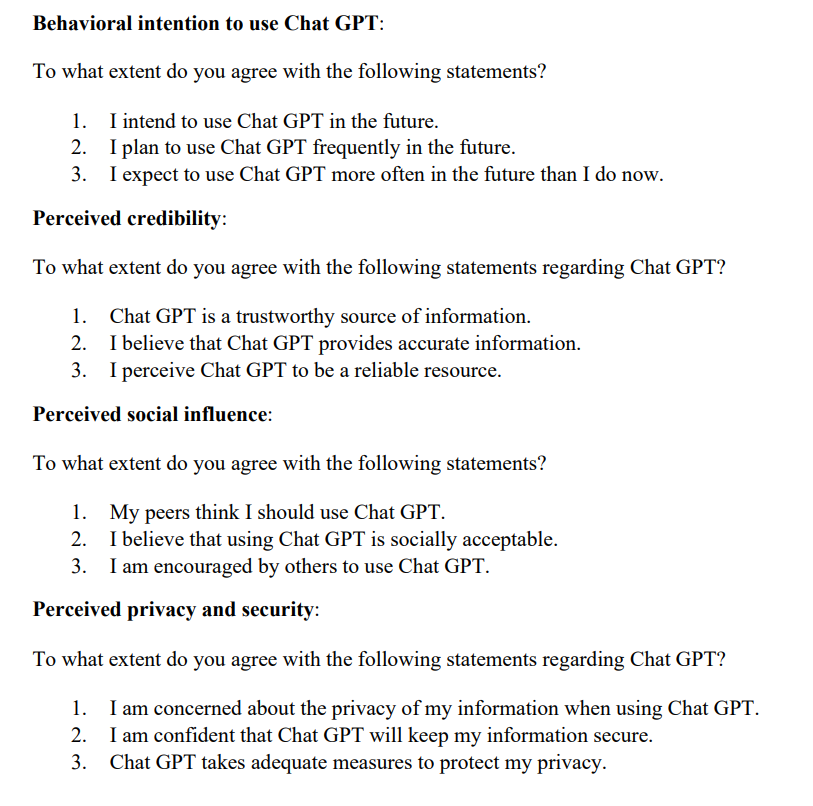 Behavioral intention to use Chat GPT:
To what extent do you agree with the following statements?
1. I intend to use Chat GPT in the future.
2. I plan to use Chat GPT frequently in the future.
3. I expect to use Chat GPT more often in the future than I do now.
Perceived credibility:
To what extent do you agree with the following statements regarding Chat GPT?
1. Chat GPT is a trustworthy source of information.
2. I believe that Chat GPT provides accurate information.
3. I perceive Chat GPT to be a reliable resource.
Perceived social influence:
To what extent do you agree with the following statements?
1. My peers think I should use Chat GPT.
2. I believe that using Chat GPT is socially acceptable.
3. I am encouraged by others to use Chat GPT.
Perceived privacy and security:
To what extent do you agree with the following statements regarding Chat GPT?
1. I am concerned about the privacy of my information when using Chat GPT.
2. I am confident that Chat GPT will keep my information secure.
3. Chat GPT takes adequate measures to protect my privacy.